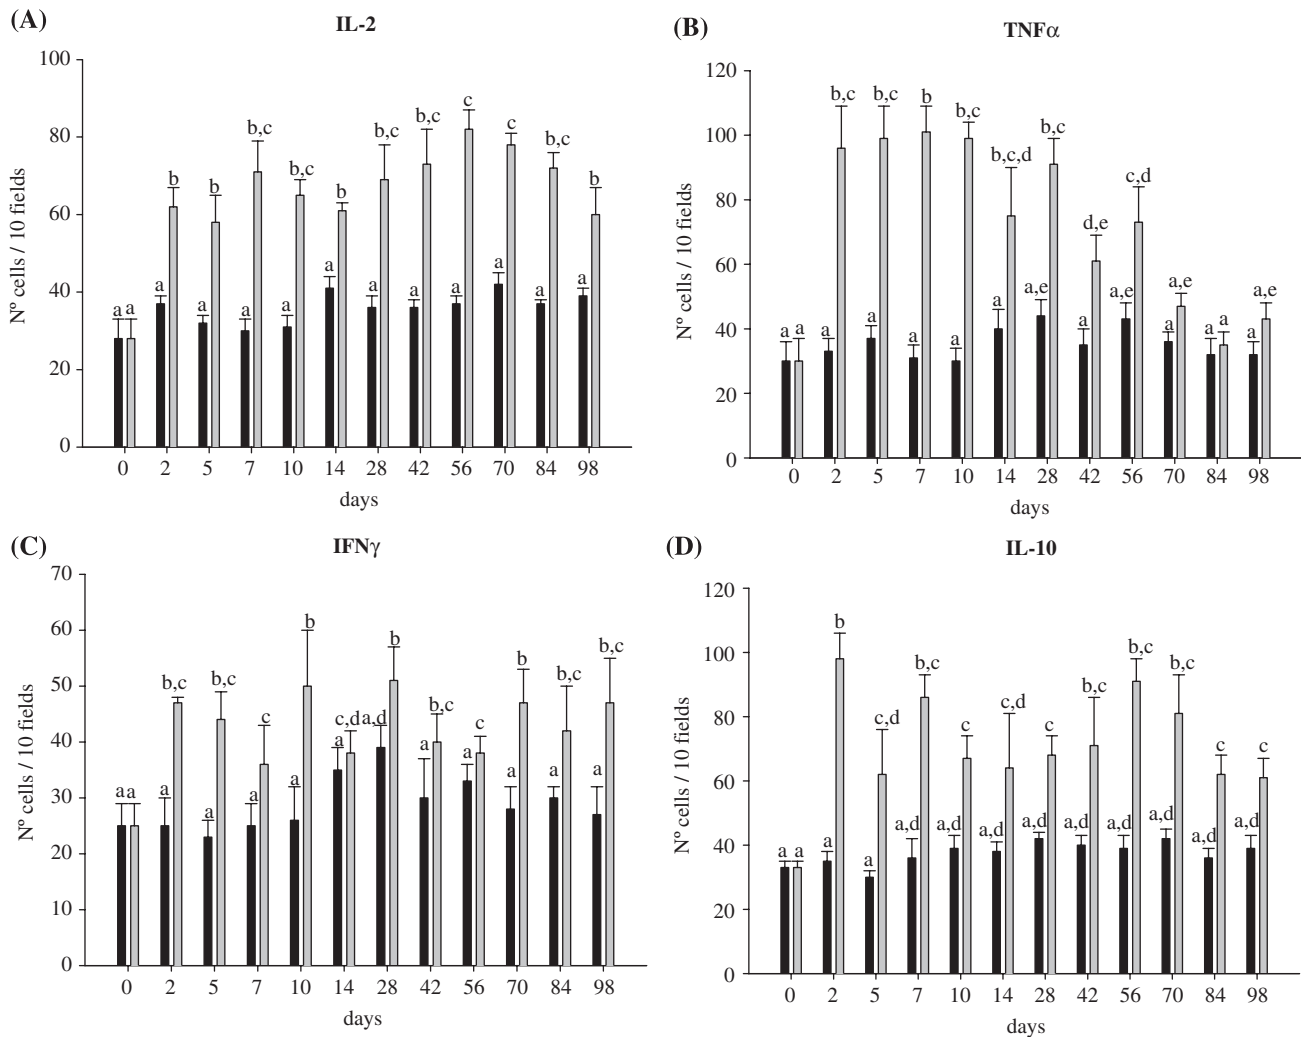 (A)
IL-2
100
80
60
40
20
0
Nº cells / 10 fields
a a a b a b a b,c a b,c a b a b,c a b,c a c a c a b,c a b
0 2 5 7 10 14 28 42 56 70 84 98
days
(B)
TNFα
120
100
80
60
40
20
0
Nº cells / 10 fields
a a a b,c a b,c a b a b,c a b,c,d a,e b,c a d,e a,e c,d a a,e a a a a,e
0 2 5 7 10 14 28 42 56 70 84 98
days
(C)
IFNγ
70
60
50
40
30
20
10
0
Nº cells / 10 fields
a a a b,c a b,c a c a b a c,d a,d b a b,c a c a b a b,c a b,c
0 2 5 7 10 14 28 42 56 70 84 98
days
(D)
IL-10
120
100
80
60
40
20
0
Nº cells / 10 fields
a a a b a c,d a,d b,c a,d c a,d c,d a,d c a,d b,c a,d b,c a,d b,c a,d c a,d c
0 2 5 7 10 14 28 42 56 70 84 98
days